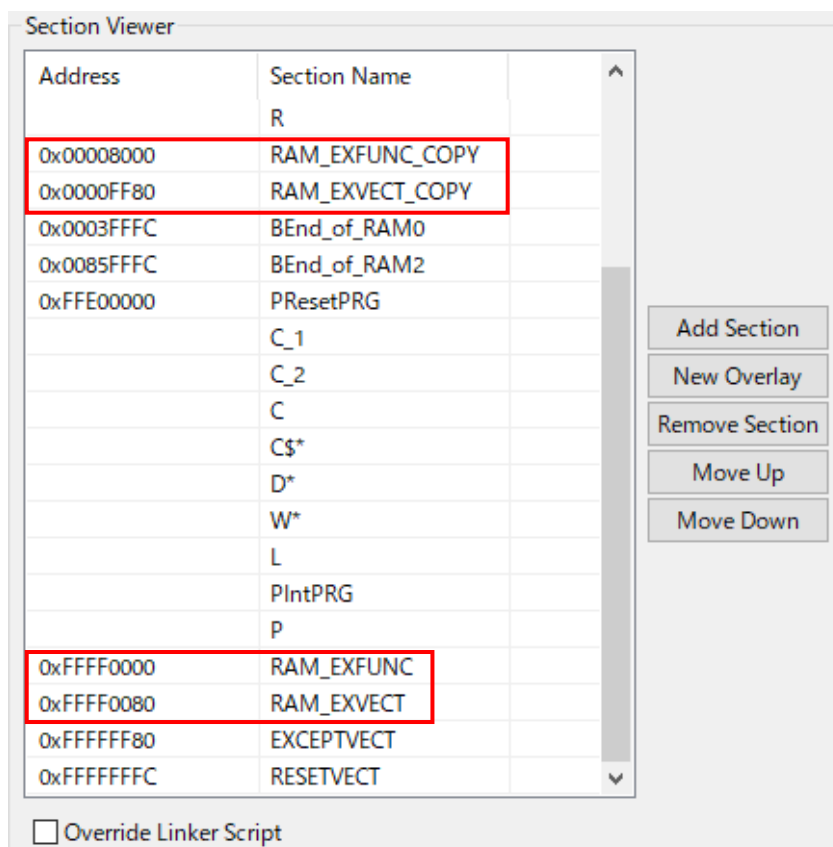 Section Viewer
Address Section Name
R
0x00008000 RAM_EXFUNC_COPY
0x0000FF80 RAM_EXVECT_COPY
0x0003FFFC BEnd_of_RAM0
0x0085FFFC BEnd_of_RAM2
0xFFE00000 PResetPRG
C_1
C_2
C
C$*
D*
W*
L
PIntPRG
P
0xFFFF0000 RAM_EXFUNC
0xFFFF0080 RAM_EXVECT
0xFFFFFF80 EXCEPTVECT
0xFFFFFFFC RESETVECT
Add Section
New Overlay
Remove Section
Move Up
Move Down
Override Linker Script